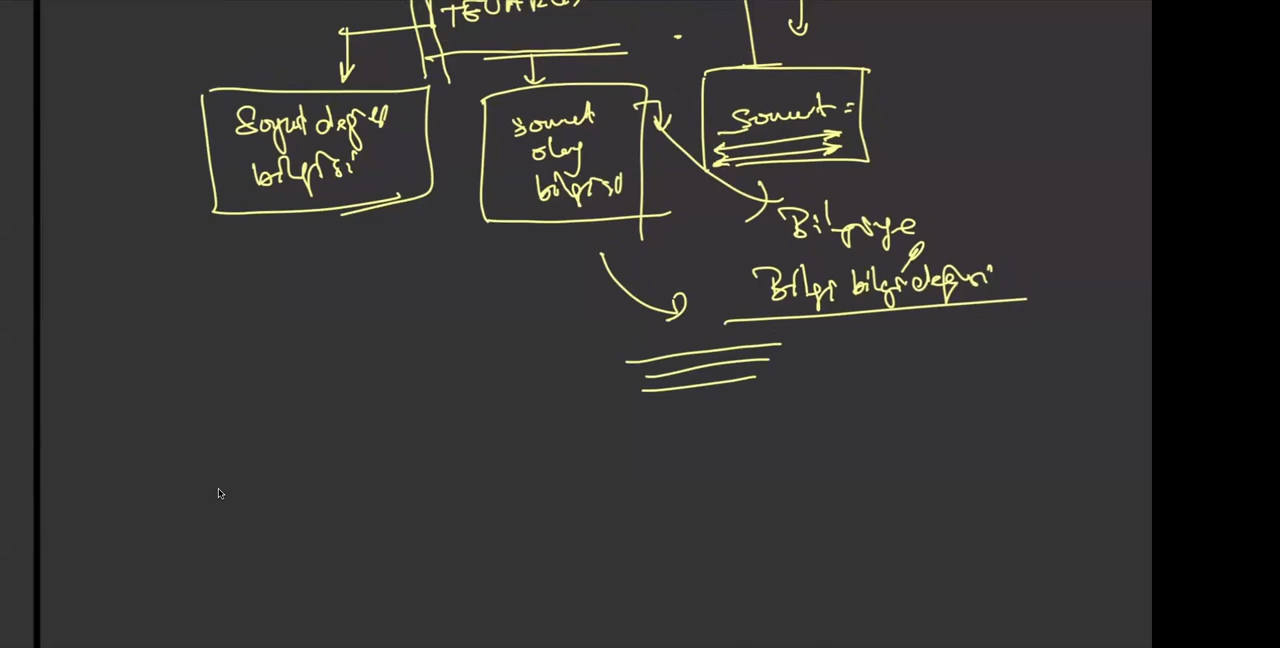 Soyut değer
bilgisi
somut
olay
bilgisi
somut =
Bilgiye
Bilgi bilgi değeri